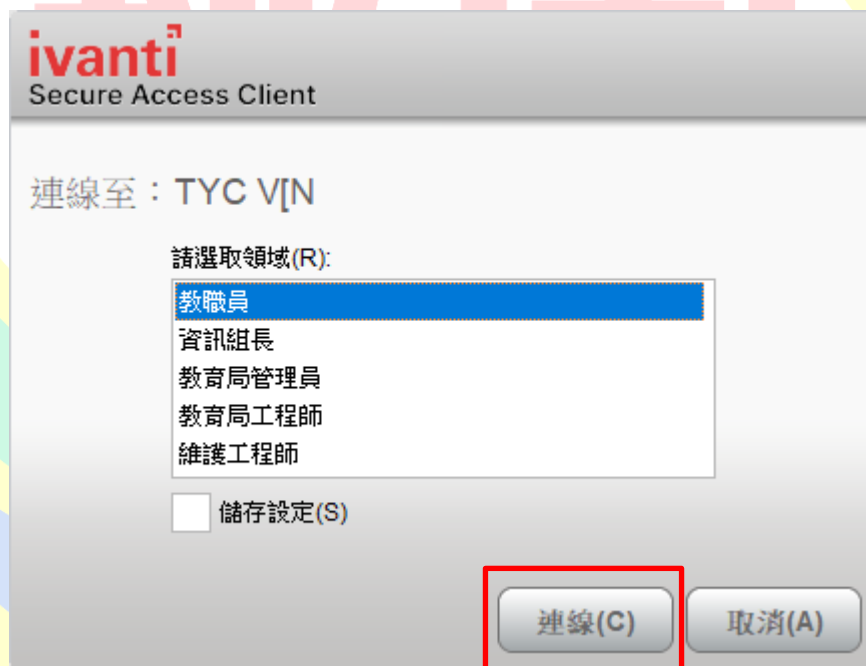 ivanti
Secure Access Client
連線至：TYC V[N
請選取領域(R):
教職員
資訊組長
教育局管理員
教育局工程師
維護工程師
儲存設定(S)
連線(C) 取消(A)